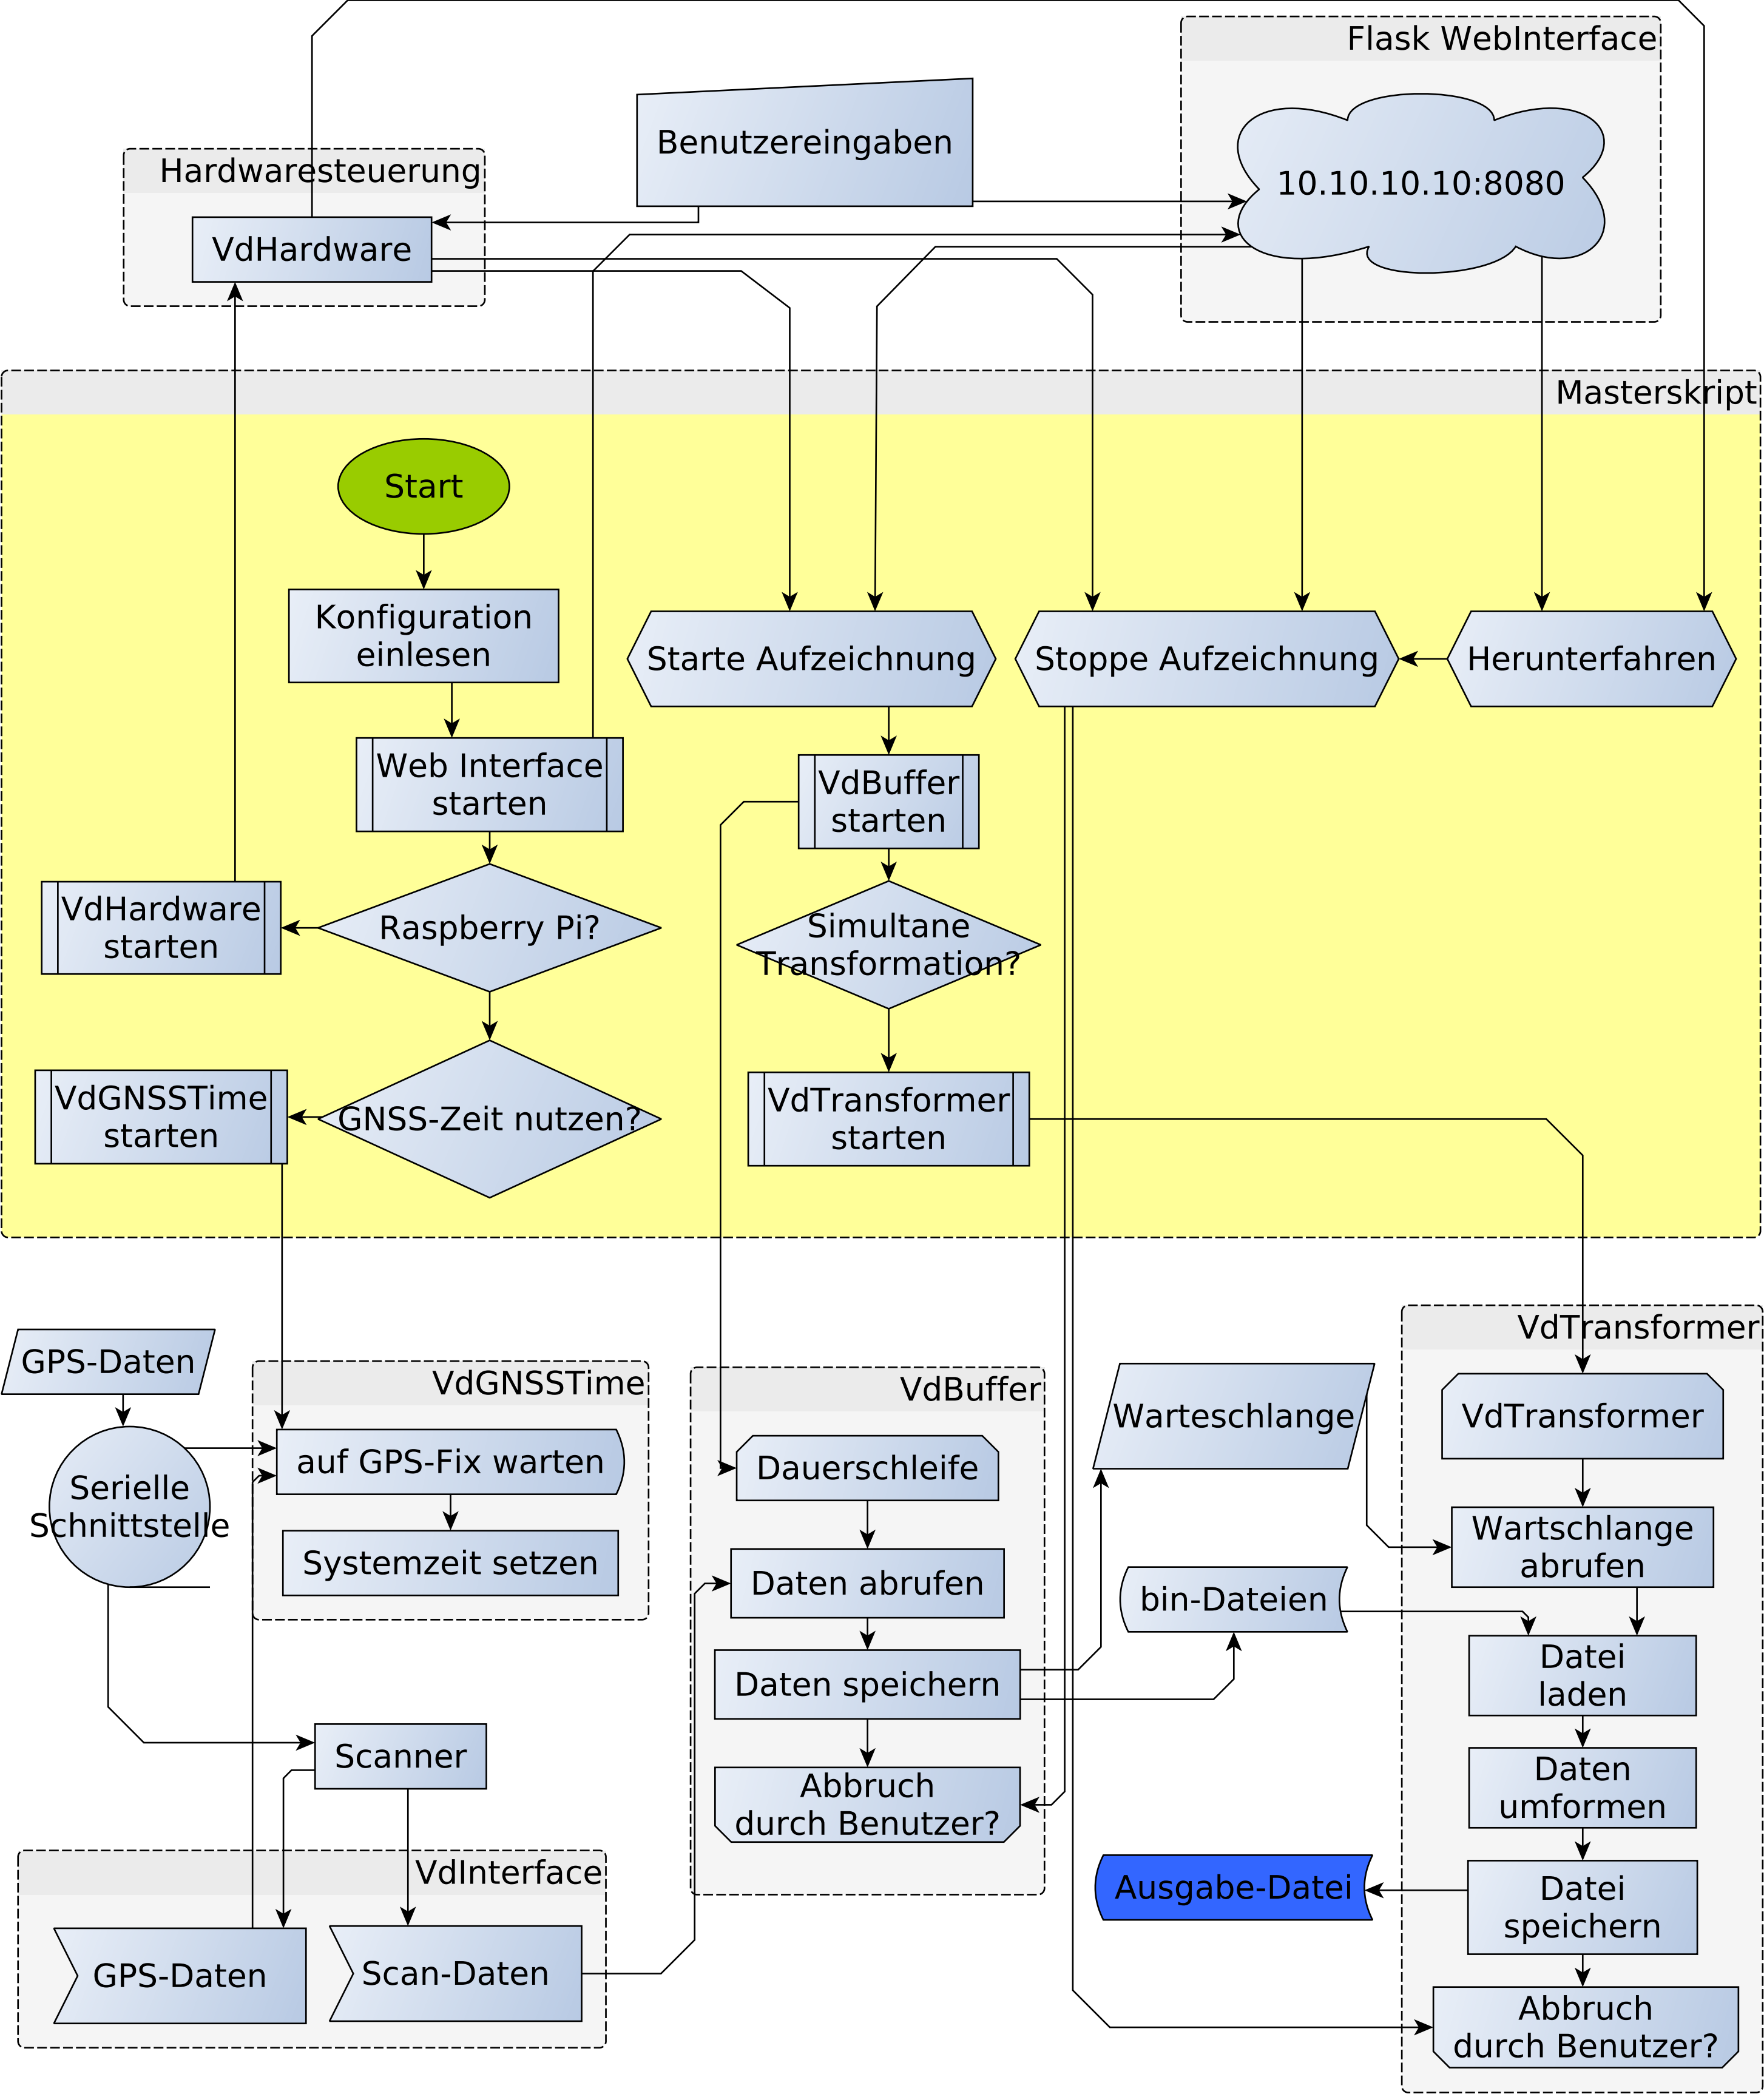 Flask WebInterface
Benutzereingaben
10.10.10.10:8080
Hardwaresteuerung
VdHardware
Masterskript
Start
Konfiguration
einlesen
Starte Aufzeichnung
Stoppe Aufzeichnung
Herunterfahren
Web Interface
starten
VdBuffer
starten
VdHardware
starten
Raspberry Pi?
Simultane
Transformation?
VdGNSSTime
starten
GNSS-Zeit nutzen?
VdTransformer
starten
GPS-Daten
Serielle
Schnittstelle
VdGNSSTime
auf GPS-Fix warten
Systemzeit setzen
VdBuffer
Dauerschleife
Daten abrufen
Daten speichern
Abbruch
durch Benutzer?
Warteschlange
bin-Dateien
Ausgabe-Datei
VdTransformer
VdTransformer
Wartschlange
abrufen
Datei
laden
Daten
umformen
Datei
speichern
Abbruch
durch Benutzer?
Scanner
VdInterface
GPS-Daten
Scan-Daten